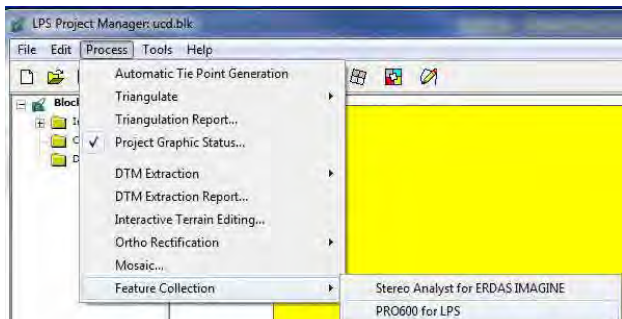 LPS Project Manager: ucd.blk
File Edit Process Tools Help
Automatic Tie Point Generation
Triangulate
Triangulation Report...
Project Graphic Status...
DTM Extraction
DTM Extraction Report...
Interactive Terrain Editing...
Ortho Rectification
Mosaic...
Feature Collection
Stereo Analyst for ERDAS IMAGINE
PRO600 for LPS
Bloc